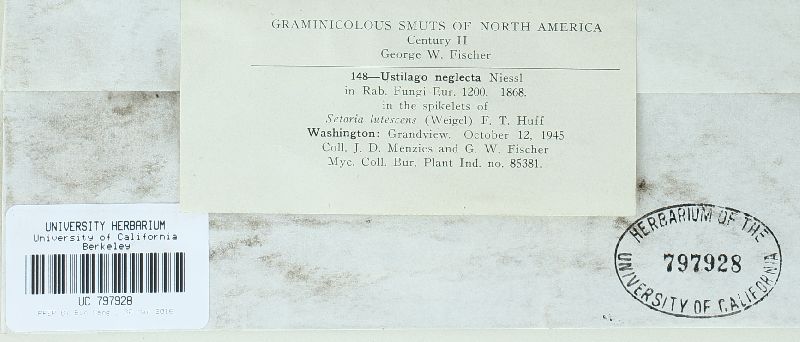 GRAMINICOLOUS SMUTS OF NORTH AMERICA
Century II
George W. Fischer
148—Ustilago neglecta Niessl
in Rab. Fungi Eur. 1200. 1868.
in the spikelets of
Setaria lutescens (Weigel) F. T. Huff
Washington: Grandview. October 12, 1945
Coll. J. D. Menzies and G. W. Fischer
Myc. Coll. Bur. Plant Ind. no. 85381.
UNIVERSITY HERBARIUM
University of California
Berkeley
UC 797928
2016
HERBARIUM OF THE
797928
UNIVERSITY OF CALIFORNIA